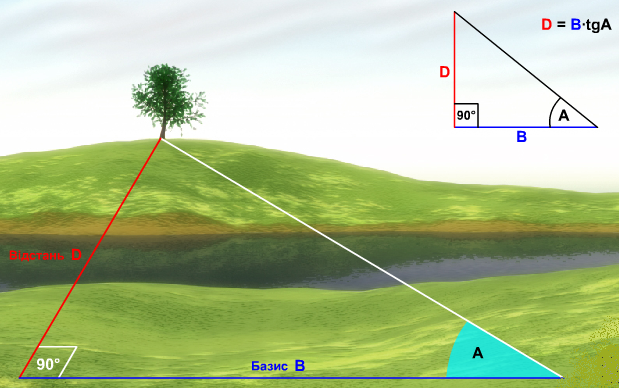 D = B·tgA
D
90°
A
B
Відстань D
90°
Базис B
A